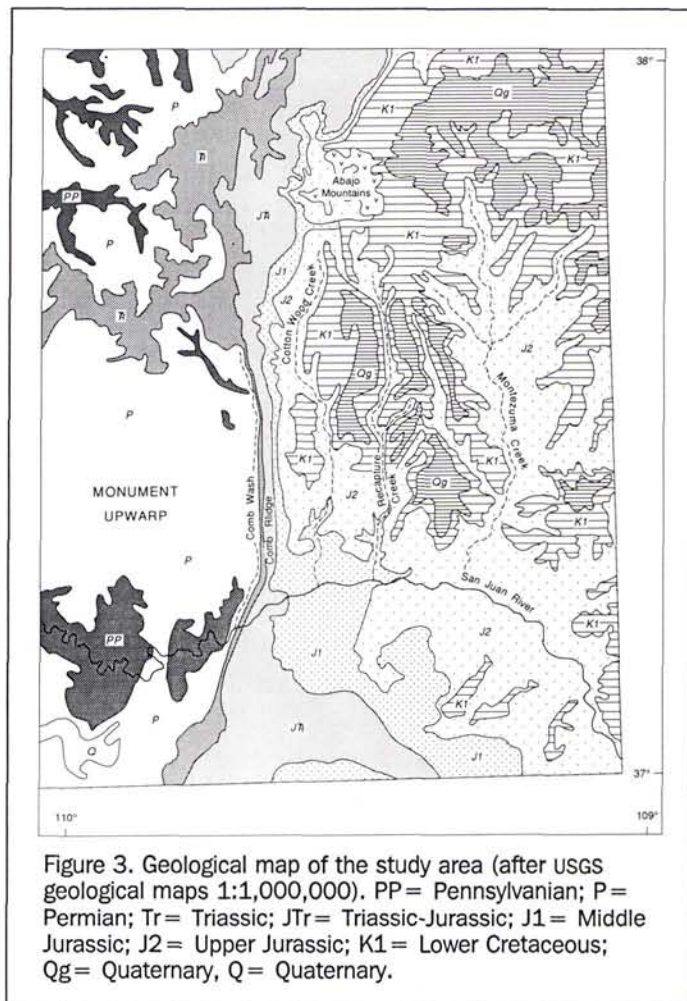 38°
K1
Qg
P
K1
K1
Tr
Abajo
Mountains
PP
P
JTr
K1
J1
J2
Cotton Wood Creek
K1
J2
Tr
Qg
Montezuma Creek
P
Comb Wash
Comb Ridge
K1
Recapture
Creek
Qg
K1
K1
MONUMENT
UPWARP
J2
P
San Juan River
PP
K1
J1
J2
K1
P
JTr
Q
J1
37°
110°
109°
Figure 3. Geological map of the study area (after USGS
geological maps 1:1,000,000). PP= Pennsylvanian; P=
Permian; Tr= Triassic; JTr= Triassic-Jurassic; J1= Middle
Jurassic; J2= Upper Jurassic; K1= Lower Cretaceous;
Qg= Quaternary, Q= Quaternary.